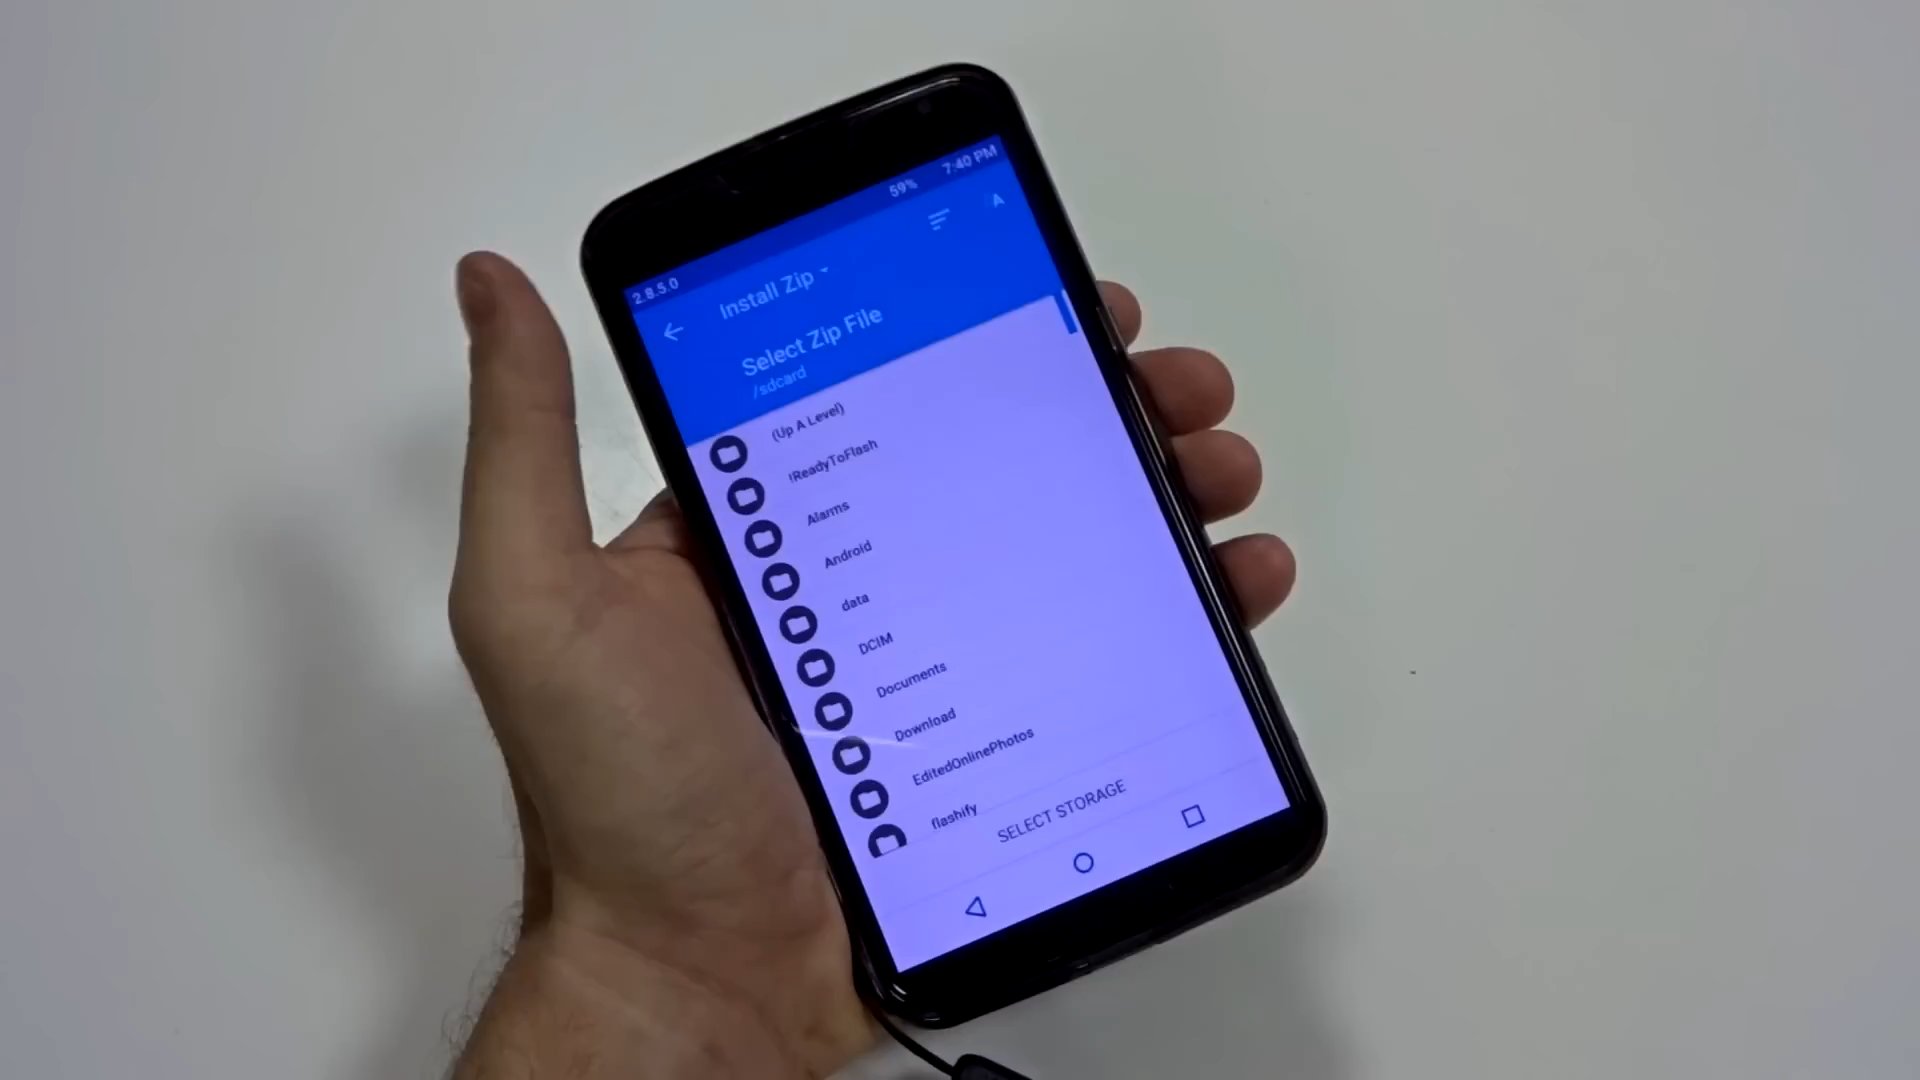 2.8.5.0 59% 7:40 PM
Install Zip
A
Select Zip File
/sdcard
(Up A Level)
!ReadyToFlash
Alarms
Android
data
DCIM
Documents
Download
EditedOnlinePhotos
flashify
SELECT STORAGE